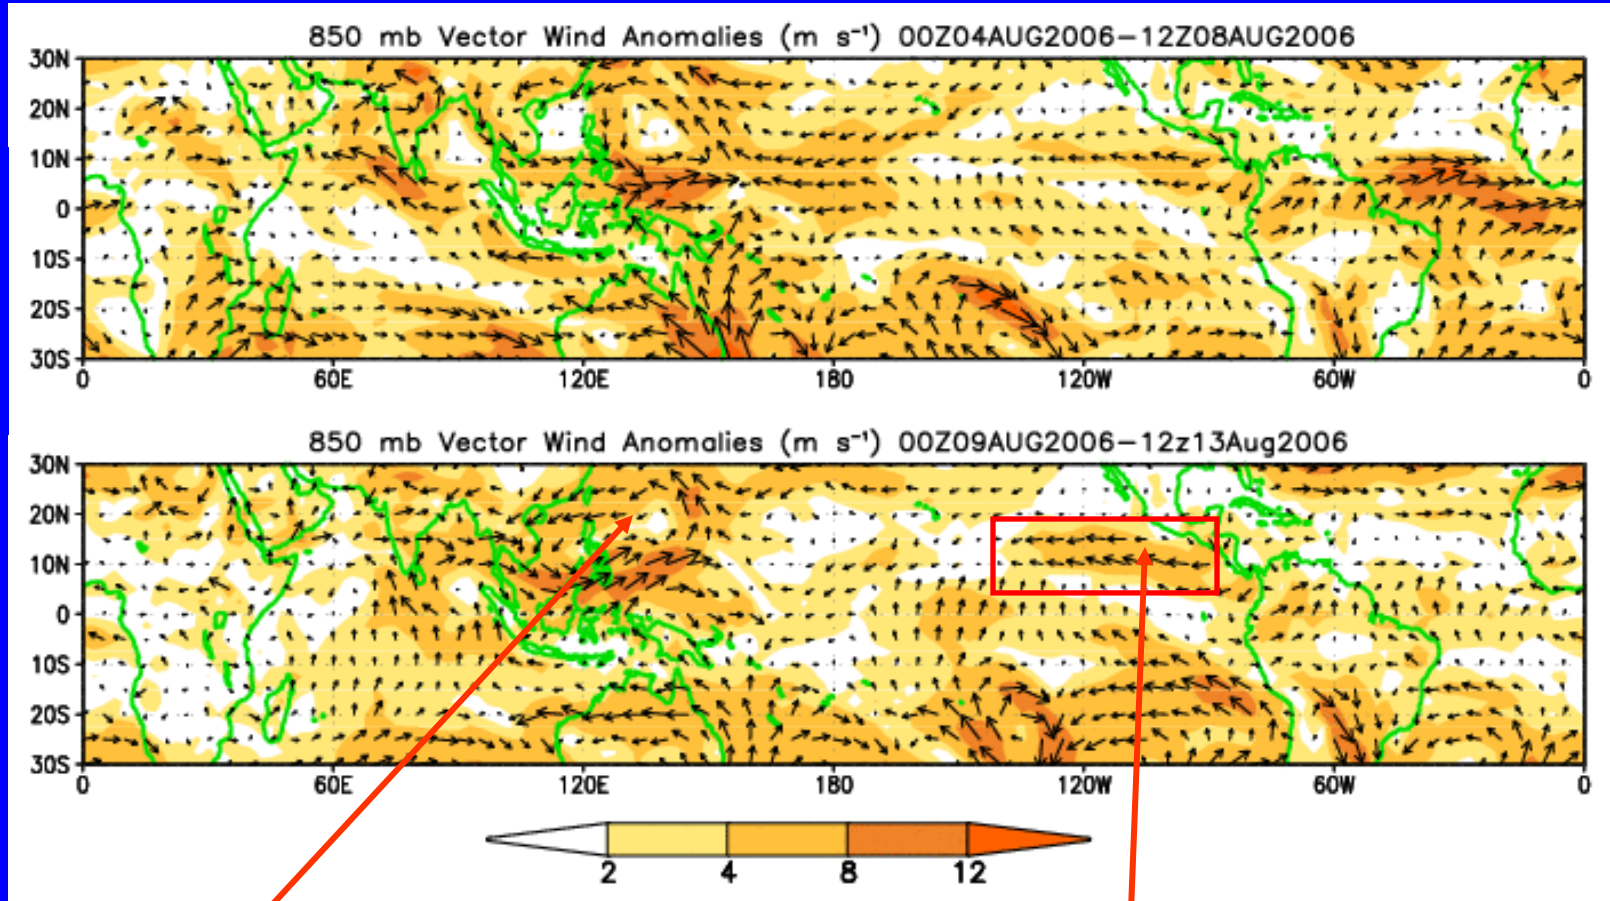 850 mb Vector Wind Anomalies (m s⁻¹) 00Z04AUG2006–12Z08AUG2006
30N
20N
10N
0
10S
20S
30S
0 60E 120E 180 120W 60W 0
850 mb Vector Wind Anomalies (m s⁻¹) 00Z09AUG2006–12z13Aug2006
30N
20N
10N
0
10S
20S
30S
0 60E 120E 180 120W 60W 0
2 4 8 12